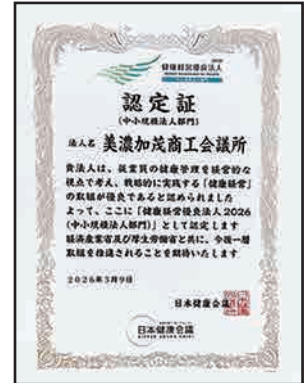 健康経営優良法人
認定証
(中小規模法人部門)
法人名 美濃加茂商工会議所
貴法人は、従業員の健康管理を経営的な
視点で考え、戦略的に実践する「健康経営」
の取組が優良であると認められました
よって、ここに「健康経営優良法人2026
(中小規模法人部門)」として認定します
経済産業省及び厚生労働省と共に、今後一層
取組を推進されることを期待いたします
2026年3月9日
日本健康会議
日本健康会議
NIPPON KENKO KAIGI